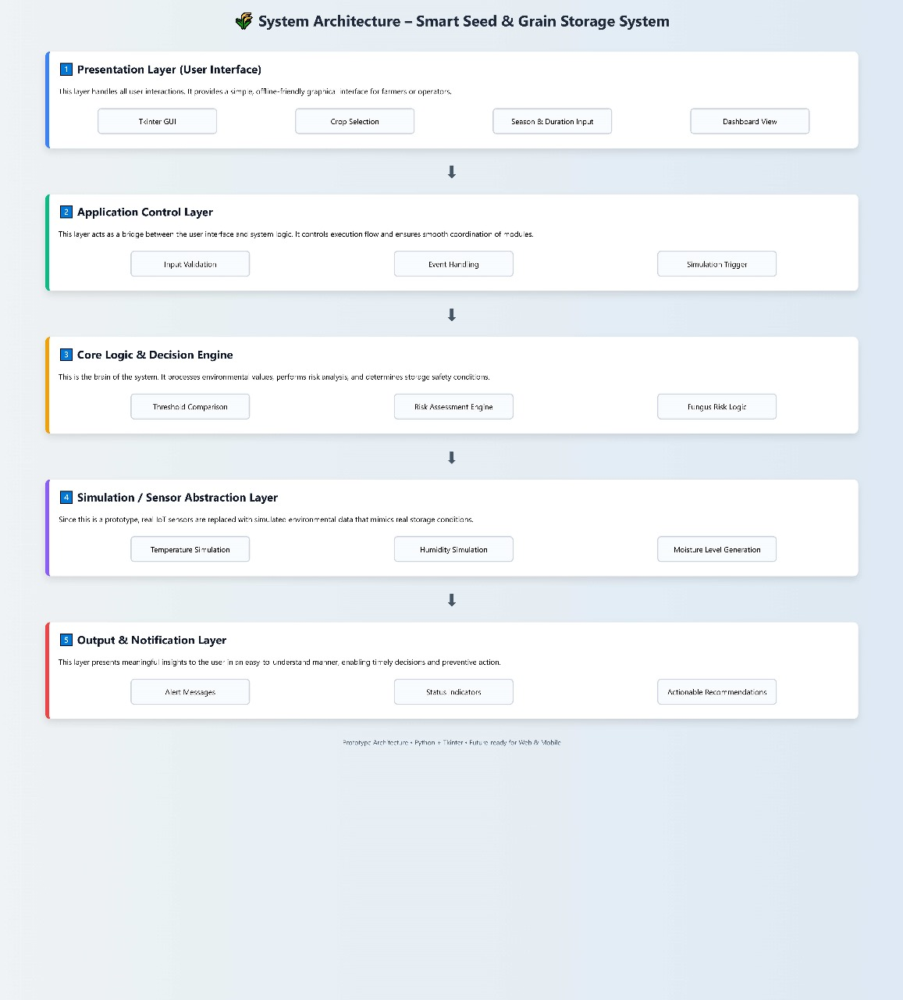 System Architecture – Smart Seed & Grain Storage System
1 Presentation Layer (User Interface)
This layer handles all user interactions. It provides a simple, offline-friendly graphical interface for farmers or operators.
Tkinter GUI
Crop Selection
Season & Duration Input
Dashboard View
2 Application Control Layer
This layer acts as a bridge between the user interface and system logic. It controls execution flow and ensures smooth coordination of modules.
Input Validation
Event Handling
Simulation Trigger
3 Core Logic & Decision Engine
This is the brain of the system. It processes environmental values, performs risk analysis, and determines storage safety conditions.
Threshold Comparison
Risk Assessment Engine
Fungus Risk Logic
4 Simulation / Sensor Abstraction Layer
Since this is a prototype, real IoT sensors are replaced with simulated environmental data that mimics real storage conditions.
Temperature Simulation
Humidity Simulation
Moisture Level Generation
5 Output & Notification Layer
This layer presents meaningful insights to the user in an easy-to-understand manner, enabling timely decisions and preventive action.
Alert Messages
Status Indicators
Actionable Recommendations
Prototype Architecture • Python + Tkinter • Future-ready for Web & Mobile